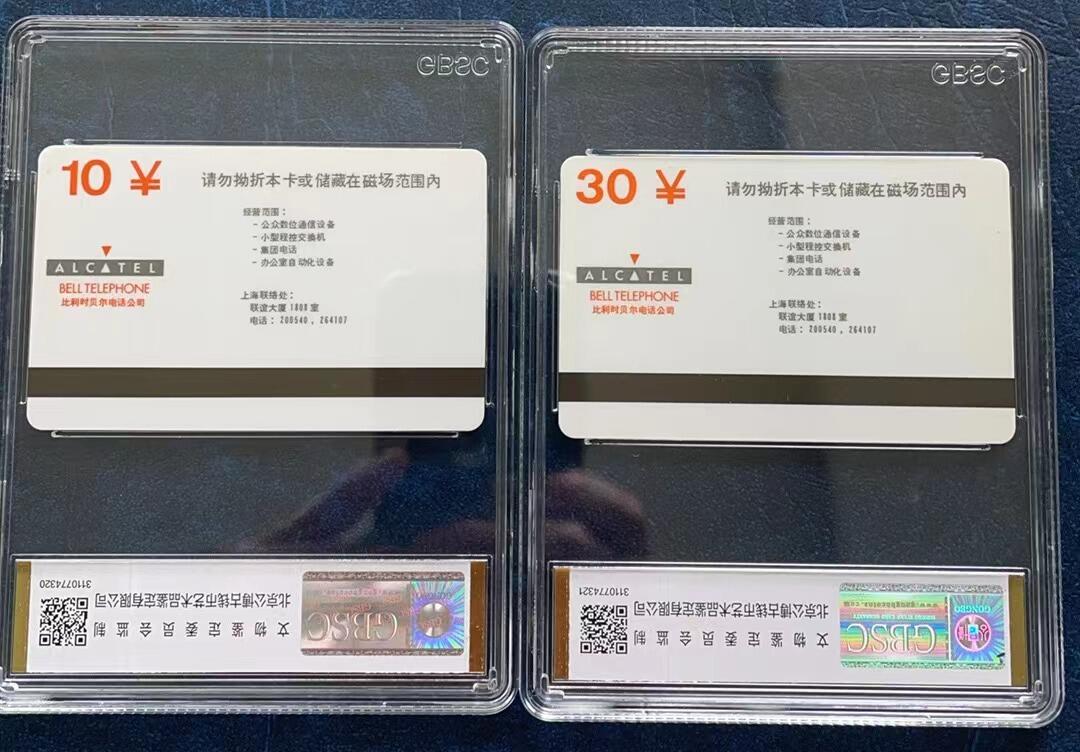 GBSC
10 ¥
请勿拗折本卡或储藏在磁场范围内
经营范围：
- 公众数位通信设备
- 小型程控交换机
- 集团电话
- 办公室自动化设备
ALCATEL
BELL TELEPHONE
比利时贝尔电话公司
上海联络处：
联谊大厦 1808 室
电话：200540，264107
3110774320
北京公博古钱币艺术品鉴定有限公司
文物鉴定委员会监制
GBSC
GBSC
30 ¥
请勿拗折本卡或储藏在磁场范围内
经营范围：
- 公众数位通信设备
- 小型程控交换机
- 集团电话
- 办公室自动化设备
ALCATEL
BELL TELEPHONE
比利时贝尔电话公司
上海联络处：
联谊大厦 1808 室
电话：200540，264107
3110774321
北京公博古钱币艺术品鉴定有限公司
文物鉴定委员会监制
GBSC
GONGBO